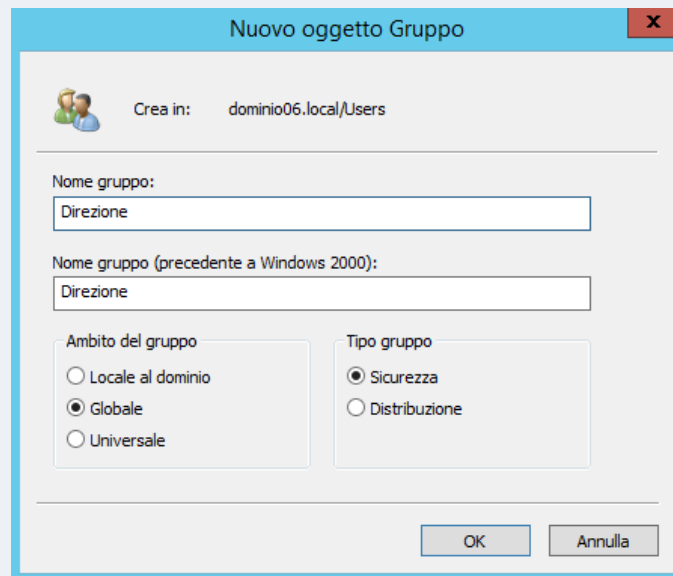 Nuovo oggetto Gruppo
x
Crea in: dominio06.local/Users
Nome gruppo:
Direzione
Nome gruppo (precedente a Windows 2000):
Direzione
Ambito del gruppo
Locale al dominio
Globale
Universale
Tipo gruppo
Sicurezza
Distribuzione
OK
Annulla